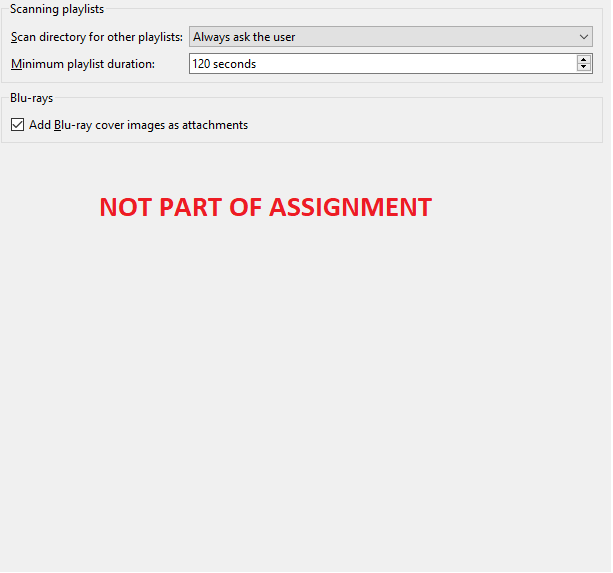 Scanning playlists
Scan directory for other playlists: Always ask the user
Minimum playlist duration: 120 seconds
Blu-rays
Add Blu-ray cover images as attachments
NOT PART OF ASSIGNMENT